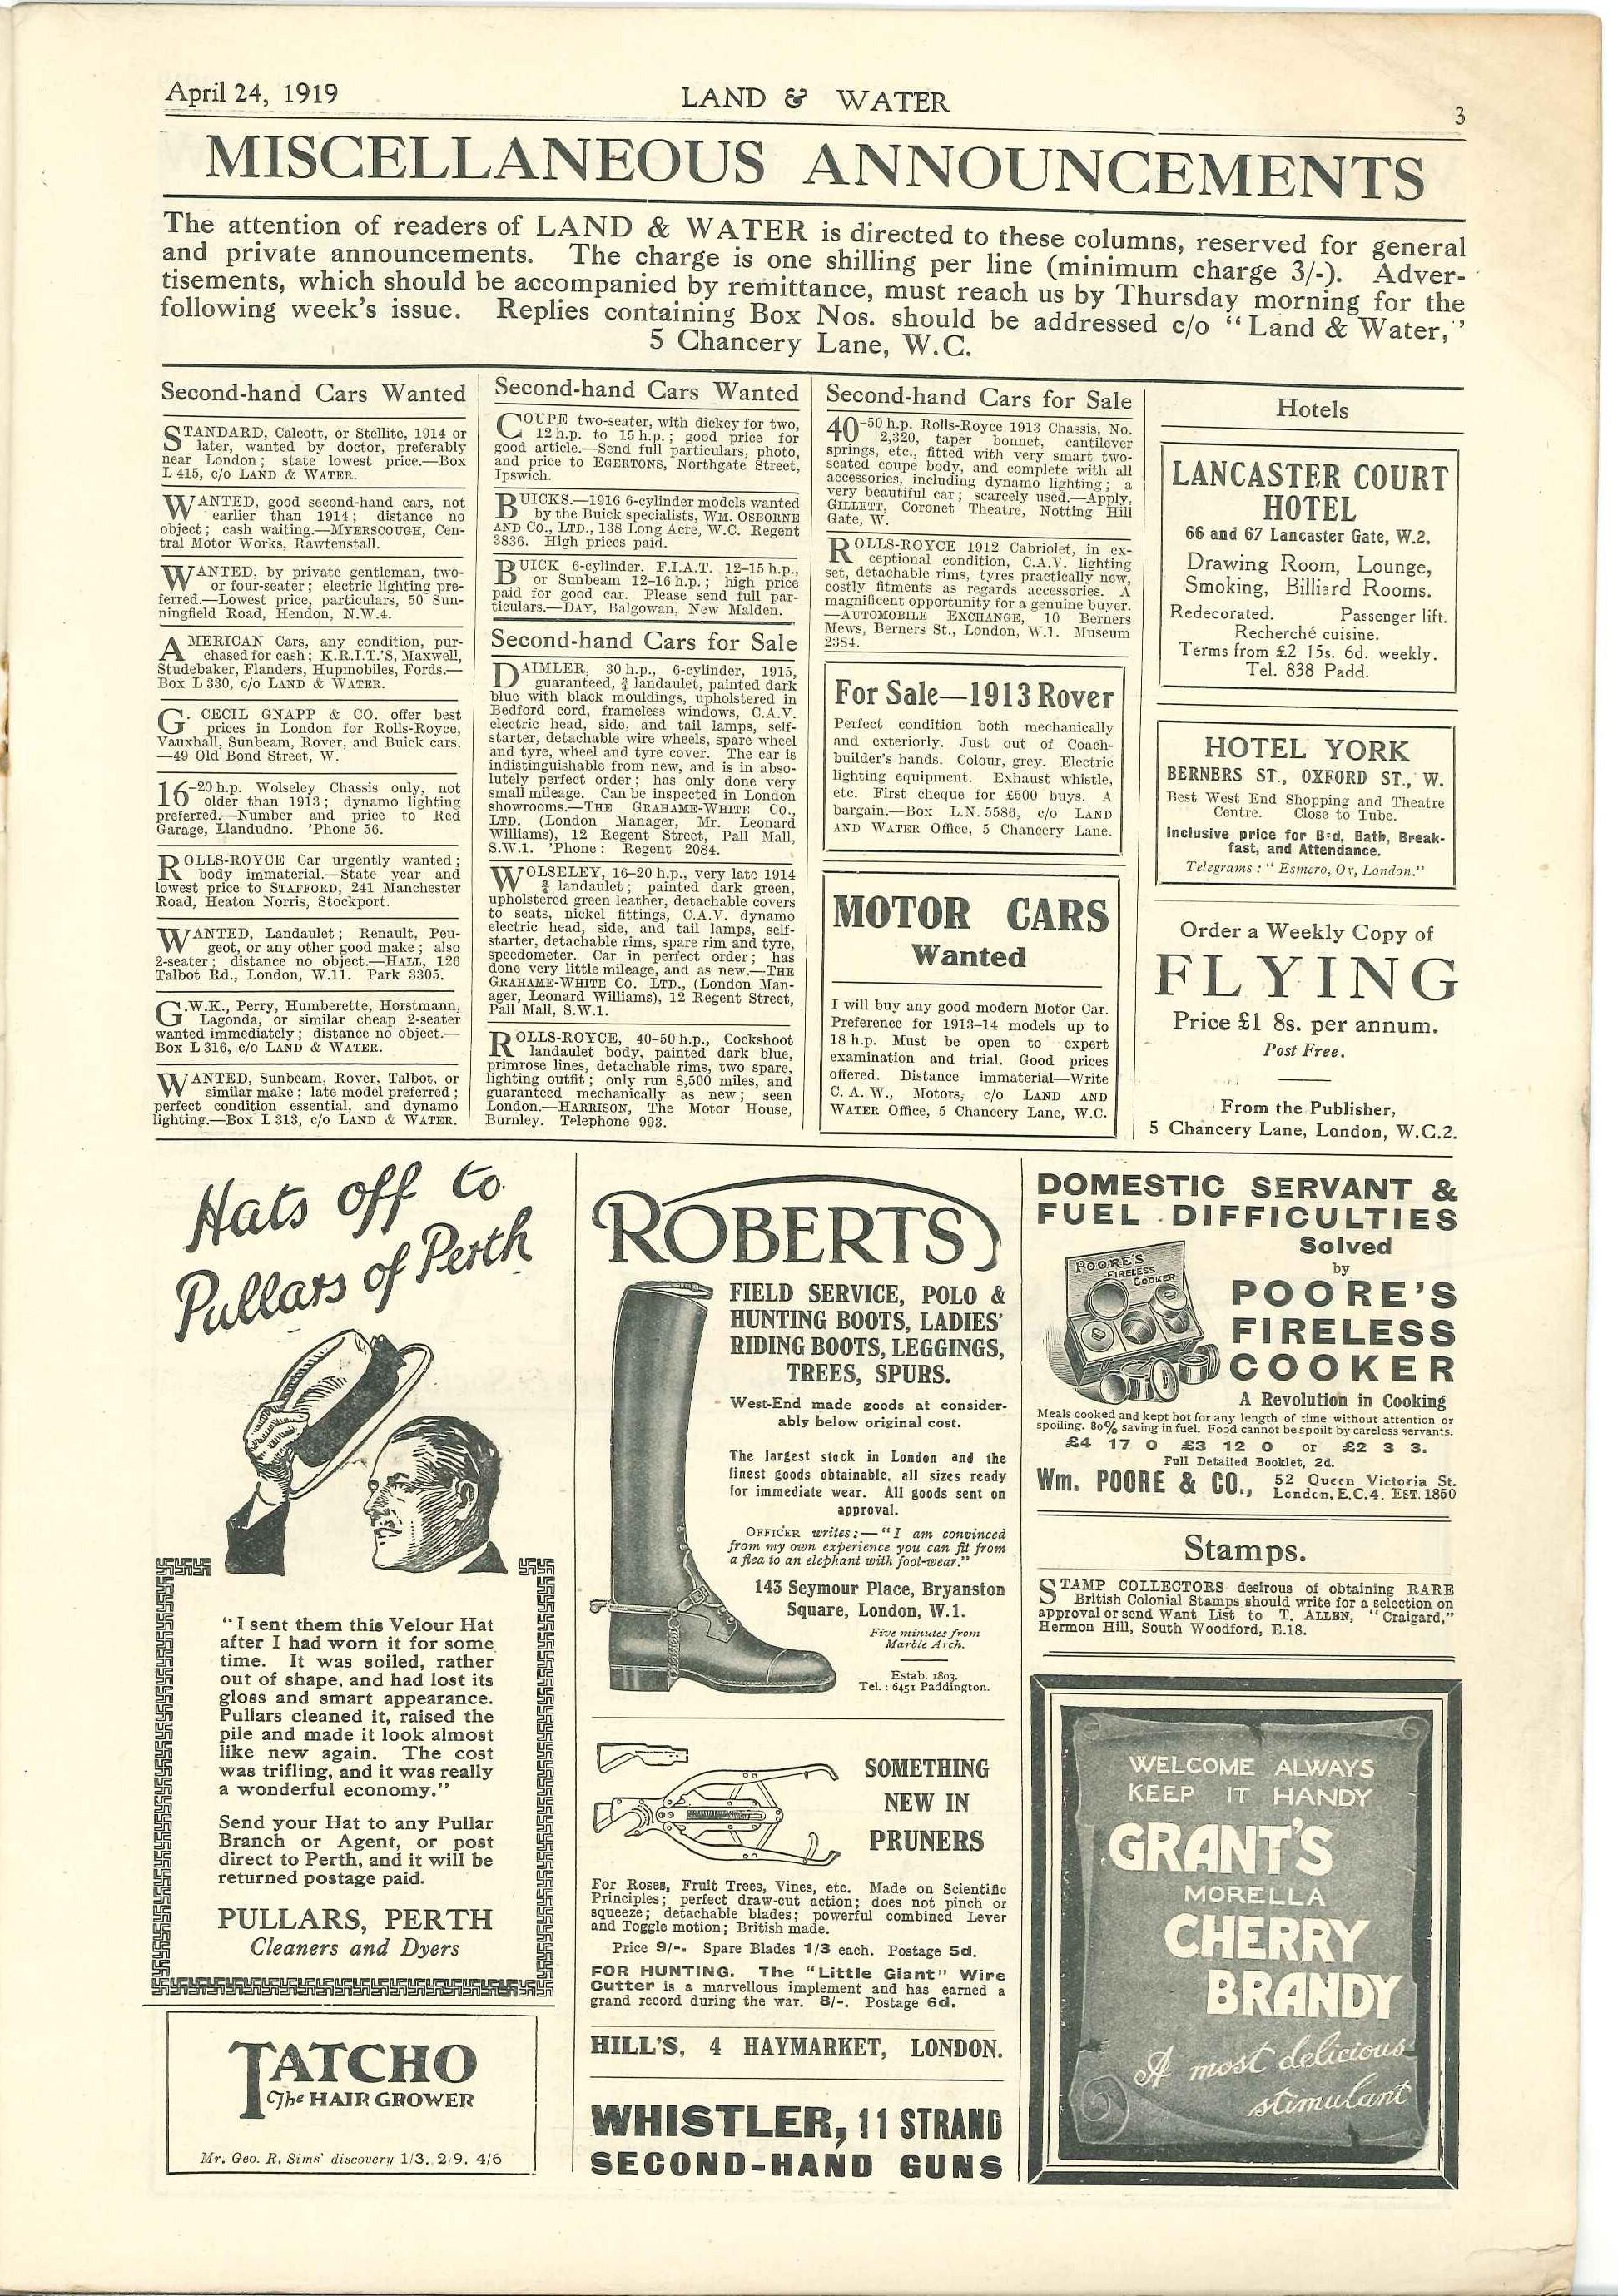 April 24, 1919
LAND & WATER
3
MISCELLANEOUS ANNOUNCEMENTS
The attention of readers of LAND & WATER is directed to these columns, reserved for general
and private announcements. The charge is one shilling per line (minimum charge 3/-). Adver-
tisements, which should be accompanied by remittance, must reach us by Thursday morning for the
following week's issue. Replies containing Box Nos. should be addressed c/o "Land & Water,"
5 Chancery Lane, W.C.
Second-hand Cars Wanted
STANDARD, Calcott, or Stellite, 1914 or
later, wanted by doctor, preferably
near London; state lowest price.—Box
L 415, c/o LAND & WATER.
WANTED, good second-hand cars, not
earlier than 1914; distance no
object; cash waiting.—MYERSCOUGH, Cen-
tral Motor Works, Rawtenstall.
WANTED, by private gentleman, two-
or four-seater; electric lighting pre-
ferred.—Lowest price, particulars, 50 Sun-
ningfield Road, Hendon, N.W.4.
AMERICAN Cars, any condition, pur-
chased for cash; K.R.I.T.'S, Maxwell,
Studebaker, Flanders, Hupmobiles, Fords.—
Box L 330, c/o LAND & WATER.
G. CECIL GNAPP & CO. offer best
prices in London for Rolls-Royce,
Vauxhall, Sunbeam, Rover, and Buick cars.
—49 Old Bond Street, W.
16-20 h.p. Wolseley Chassis only, not
older than 1913; dynamo lighting
preferred.—Number and price to Red
Garage, Llandudno. 'Phone 56.
ROLLS-ROYCE Car urgently wanted;
body immaterial.—State year and
lowest price to STAFFORD, 241 Manchester
Road, Heaton Norris, Stockport.
WANTED, Landaulet; Renault, Peu-
geot, or any other good make; also
2-seater; distance no object.—HALL, 126
Talbot Rd., London, W.11. Park 3305.
G.W.K., Perry, Humberette, Horstmann,
Lagonda, or similar cheap 2-seater
wanted immediately; distance no object.—
Box L 316, c/o LAND & WATER.
WANTED, Sunbeam, Rover, Talbot, or
similar make; late model preferred;
perfect condition essential, and dynamo
lighting.—Box L 313, c/o LAND & WATER.
Second-hand Cars Wanted
COUPE two-seater, with dickey for two,
12 h.p. to 15 h.p.; good price for
good article.—Send full particulars, photo,
and price to EGERTONS, Northgate Street,
Ipswich.
BUICKS.—1916 6-cylinder models wanted
by the Buick specialists, WM. OSBORNE
AND CO., LTD., 138 Long Acre, W.C. Regent
3836. High prices paid.
BUICK 6-cylinder. F.I.A.T. 12-15 h.p.,
or Sunbeam 12-16 h.p.; high price
paid for good car. Please send full par-
ticulars.—DAY, Balgowan, New Malden.
Second-hand Cars for Sale
DAIMLER, 30 h.p., 6-cylinder, 1915,
guaranteed, ¾ landaulet, painted dark
blue with black mouldings, upholstered in
Bedford cord, frameless windows, C.A.V.
electric head, side, and tail lamps, self-
starter, detachable wire wheels, spare wheel
and tyre, wheel and tyre cover. The car is
indistinguishable from new, and is in abso-
lutely perfect order; has only done very
small mileage. Can be inspected in London
showrooms.—THE GRAHAME-WHITE CO.,
LTD. (London Manager, Mr. Leonard
Williams), 12 Regent Street, Pall Mall,
S.W.1. 'Phone: Regent 2084.
WOLSELEY, 16-20 h.p., very late 1914
¾ landaulet; painted dark green,
upholstered green leather, detachable covers
to seats, nickel fittings, C.A.V. dynamo
electric head, side, and tail lamps, self-
starter, detachable rims, spare rim and tyre,
speedometer. Car in perfect order; has
done very little mileage, and as new.—THE
GRAHAME-WHITE CO. LTD., (London Man-
ager, Leonard Williams), 12 Regent Street,
Pall Mall, S.W.1.
ROLLS-ROYCE, 40-50 h.p., Cockshoot
landaulet body, painted dark blue,
primrose lines, detachable rims, two spare,
lighting outfit; only run 8,500 miles, and
guaranteed mechanically as new; seen
London.—HARRISON, The Motor House,
Burnley. Telephone 993.
Second-hand Cars for Sale
40-50 h.p. Rolls-Royce 1913 Chassis, No.
2,320, taper bonnet, cantilever
springs, etc., fitted with very smart two-
seated coupe body, and complete with all
accessories, including dynamo lighting; a
very beautiful car; scarcely used.—Apply,
GILLETT, Coronet Theatre, Notting Hill
Gate, W.
ROLLS-ROYCE 1912 Cabriolet, in ex-
ceptional condition, C.A.V. lighting
set, detachable rims, tyres practically new,
costly fitments as regards accessories. A
magnificent opportunity for a genuine buyer.
—AUTOMOBILE EXCHANGE, 10 Berners
Mews, Berners St., London, W.1. Museum
2384.
For Sale—1913 Rover
Perfect condition both mechanically
and exteriorly. Just out of Coach-
builder's hands. Colour, grey. Electric
lighting equipment. Exhaust whistle,
etc. First cheque for £500 buys. A
bargain.—Box L.N. 5586, c/o LAND
AND WATER Office, 5 Chancery Lane.
MOTOR CARS
Wanted
I will buy any good modern Motor Car.
Preference for 1913-14 models up to
18 h.p. Must be open to expert
examination and trial. Good prices
offered. Distance immaterial—Write
C. A. W., Motors, c/o LAND AND
WATER Office, 5 Chancery Lane, W.C.
Hotels
LANCASTER COURT
HOTEL
66 and 67 Lancaster Gate, W.2.
Drawing Room, Lounge,
Smoking, Billiard Rooms.
Redecorated. Passenger lift.
Recherché cuisine.
Terms from £2 15s. 6d. weekly.
Tel. 838 Padd.
HOTEL YORK
BERNERS ST., OXFORD ST., W.
Best West End Shopping and Theatre
Centre. Close to Tube.
Inclusive price for Bed, Bath, Break-
fast, and Attendance.
Telegrams: "Esmero, Ox, London."
Order a Weekly Copy of
FLYING
Price £1 8s. per annum.
Post Free.
From the Publisher,
5 Chancery Lane, London, W.C.2.
Hats off to
Pullars of Perth
"I sent them this Velour Hat
after I had worn it for some
time. It was soiled, rather
out of shape, and had lost its
gloss and smart appearance.
Pullars cleaned it, raised the
pile and made it look almost
like new again. The cost
was trifling, and it was really
a wonderful economy."
Send your Hat to any Pullar
Branch or Agent, or post
direct to Perth, and it will be
returned postage paid.
PULLARS, PERTH
Cleaners and Dyers
TATCHO
The HAIR GROWER
Mr. Geo. R. Sims' discovery 1/3. 2/9. 4/6
ROBERTS
FIELD SERVICE, POLO &
HUNTING BOOTS, LADIES'
RIDING BOOTS, LEGGINGS,
TREES, SPURS.
West-End made goods at consider-
ably below original cost.
The largest stock in London and the
finest goods obtainable, all sizes ready
for immediate wear. All goods sent on
approval.
OFFICER writes:—"I am convinced
from my own experience you can fit from
a flea to an elephant with foot-wear."
143 Seymour Place, Bryanston
Square, London, W.1.
Five minutes from
Marble Arch.
Estab. 1803.
Tel.: 6451 Paddington.
SOMETHING
NEW IN
PRUNERS
For Roses, Fruit Trees, Vines, etc. Made on Scientific
Principles; perfect draw-cut action; does not pinch or
squeeze; detachable blades; powerful combined Lever
and Toggle motion; British made.
Price 9/-. Spare Blades 1/3 each. Postage 5d.
FOR HUNTING. The "Little Giant" Wire
Cutter is a marvellous implement and has earned a
grand record during the war. 8/-. Postage 6d.
HILL'S, 4 HAYMARKET, LONDON.
WHISTLER, 11 STRAND
SECOND-HAND GUNS
DOMESTIC SERVANT &
FUEL DIFFICULTIES
Solved
by
POORE'S
FIRELESS
COOKER
POORE'S
FIRELESS
COOKER
A Revolution in Cooking
Meals cooked and kept hot for any length of time without attention or
spoiling. 80% saving in fuel. Food cannot be spoilt by careless servants.
£4 17 0 £3 12 0 or £2 3 3.
Full Detailed Booklet, 2d.
Wm. POORE & CO., 52 Queen Victoria St.
London, E.C.4. EST. 1850
Stamps.
STAMP COLLECTORS desirous of obtaining RARE
British Colonial Stamps should write for a selection on
approval or send Want List to T. ALLEN, "Craigard,"
Hermon Hill, South Woodford, E.18.
WELCOME ALWAYS
KEEP IT HANDY
GRANT'S
MORELLA
CHERRY
BRANDY
A most delicious
stimulant